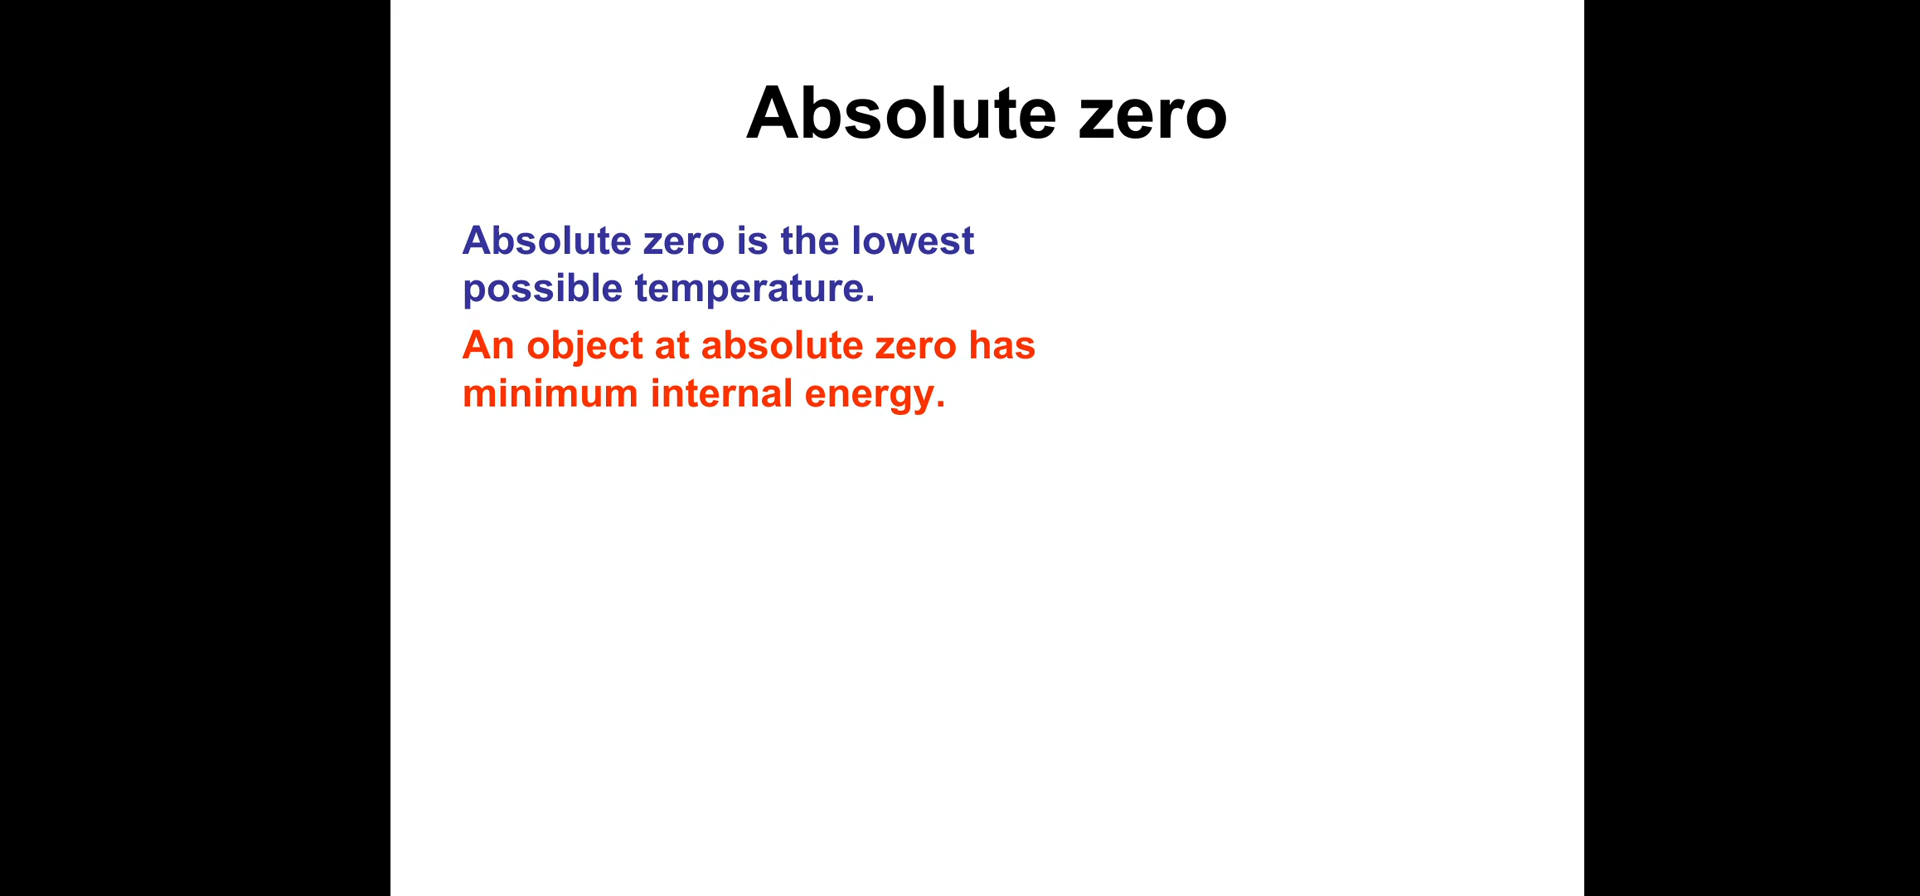 Absolute zero
Absolute zero is the lowest
possible temperature.
An object at absolute zero has
minimum internal energy.